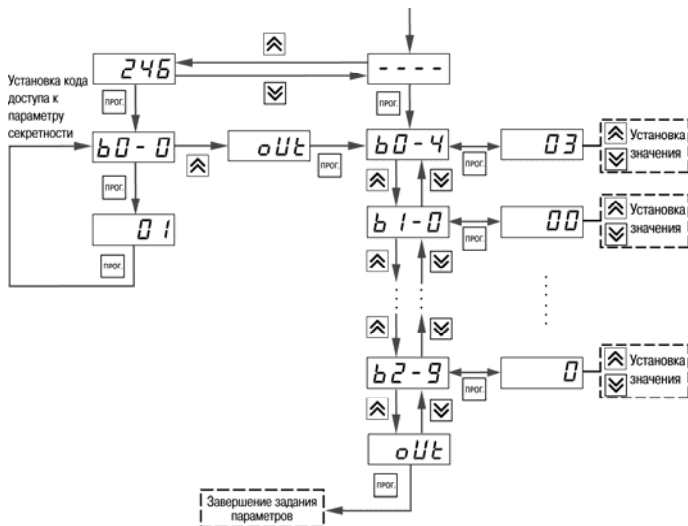 246
- - - -
Установка кода
доступа к
параметру
секретности
ПРОГ.
ПРОГ.
b0-0
oUt
b0-4
03
Установка
значения
ПРОГ.
ПРОГ.
ПРОГ.
01
b1-0
00
Установка
значения
ПРОГ.
ПРОГ.
b2-9
0
Установка
значения
ПРОГ.
oUt
ПРОГ.
Завершение задания
параметров